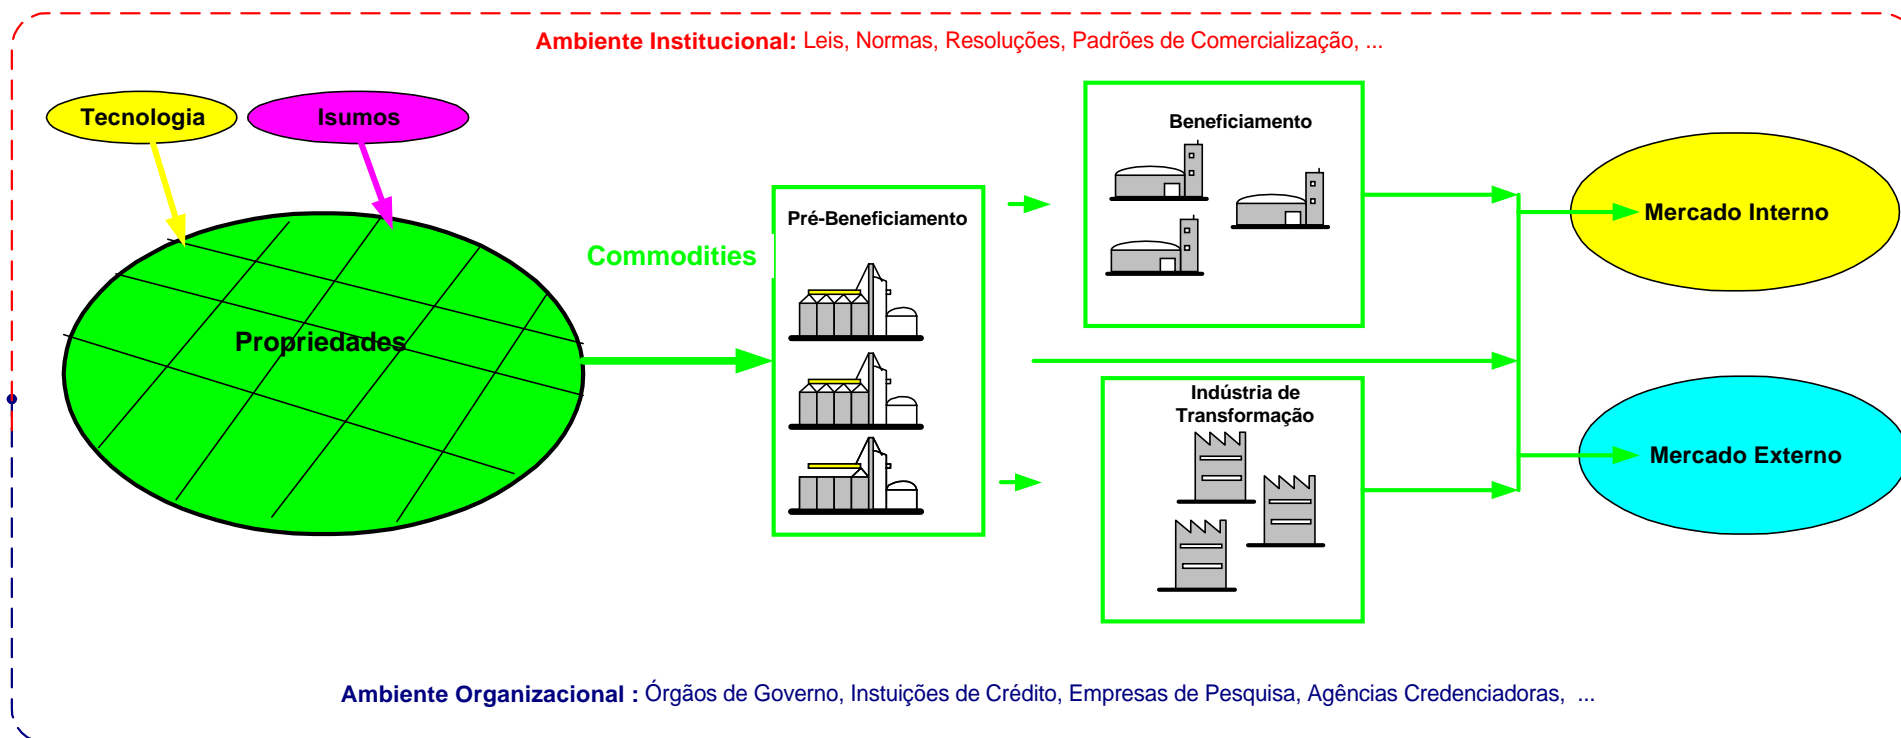 Ambiente Institucional: Leis, Normas, Resoluções, Padrões de Comercialização, ...
Tecnologia
Isumos
Beneficiamento
Pré-Beneficiamento
Mercado Interno
Commodities
Propriedades
Indústria de
Transformação
Mercado Externo
Ambiente Organizacional : Órgãos de Governo, Instuições de Crédito, Empresas de Pesquisa, Agências Credenciadoras, ...